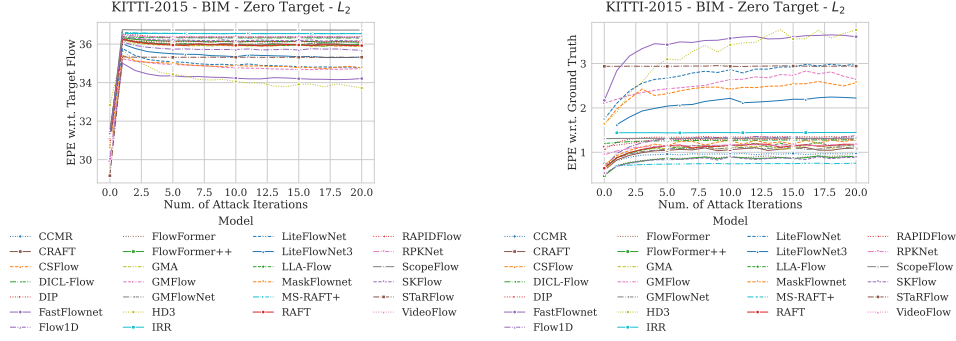 KITTI-2015 - BIM - Zero Target - L₂
EPE w.r.t. Target Flow
36
34
32
30
0.0 2.5 5.0 7.5 10.0 12.5 15.0 17.5 20.0
Num. of Attack Iterations
Model
CCMR FlowFormer LiteFlowNet RAPIDFlow
CRAFT FlowFormer++ LiteFlowNet3 RPKNet
CSFlow GMA LLA-Flow ScopeFlow
DICL-Flow GMFlow MaskFlownet SKFlow
DIP GMFlowNet MS-RAFT+ STaRFlow
FastFlownet HD3 RAFT VideoFlow
Flow1D IRR
KITTI-2015 - BIM - Zero Target - L₂
EPE w.r.t. Ground Truth
3
2
1
0.0 2.5 5.0 7.5 10.0 12.5 15.0 17.5 20.0
Num. of Attack Iterations
Model
CCMR FlowFormer LiteFlowNet RAPIDFlow
CRAFT FlowFormer++ LiteFlowNet3 RPKNet
CSFlow GMA LLA-Flow ScopeFlow
DICL-Flow GMFlow MaskFlownet SKFlow
DIP GMFlowNet MS-RAFT+ STaRFlow
FastFlownet HD3 RAFT VideoFlow
Flow1D IRR